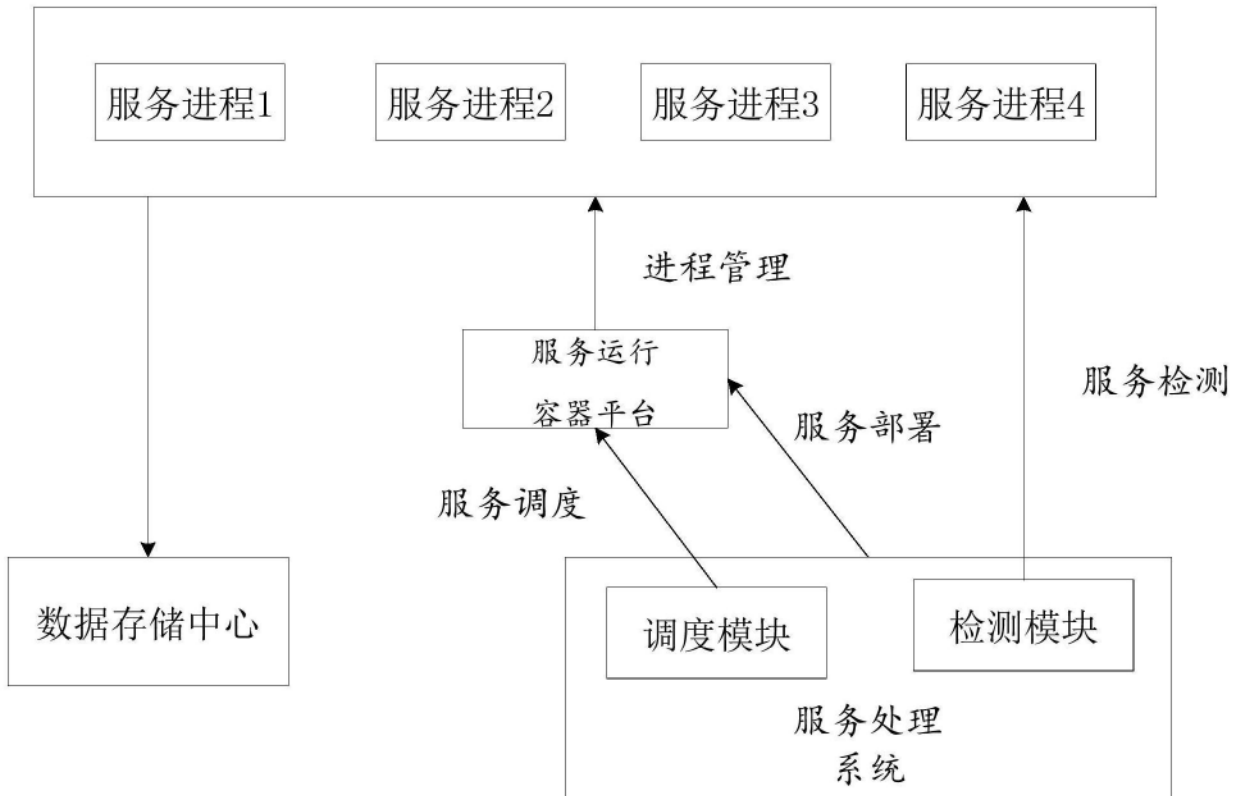 服务进程1
服务进程2
服务进程3
服务进程4
进程管理
服务运行
容器平台
服务检测
服务部署
服务调度
数据存储中心
调度模块
检测模块
服务处理
系统